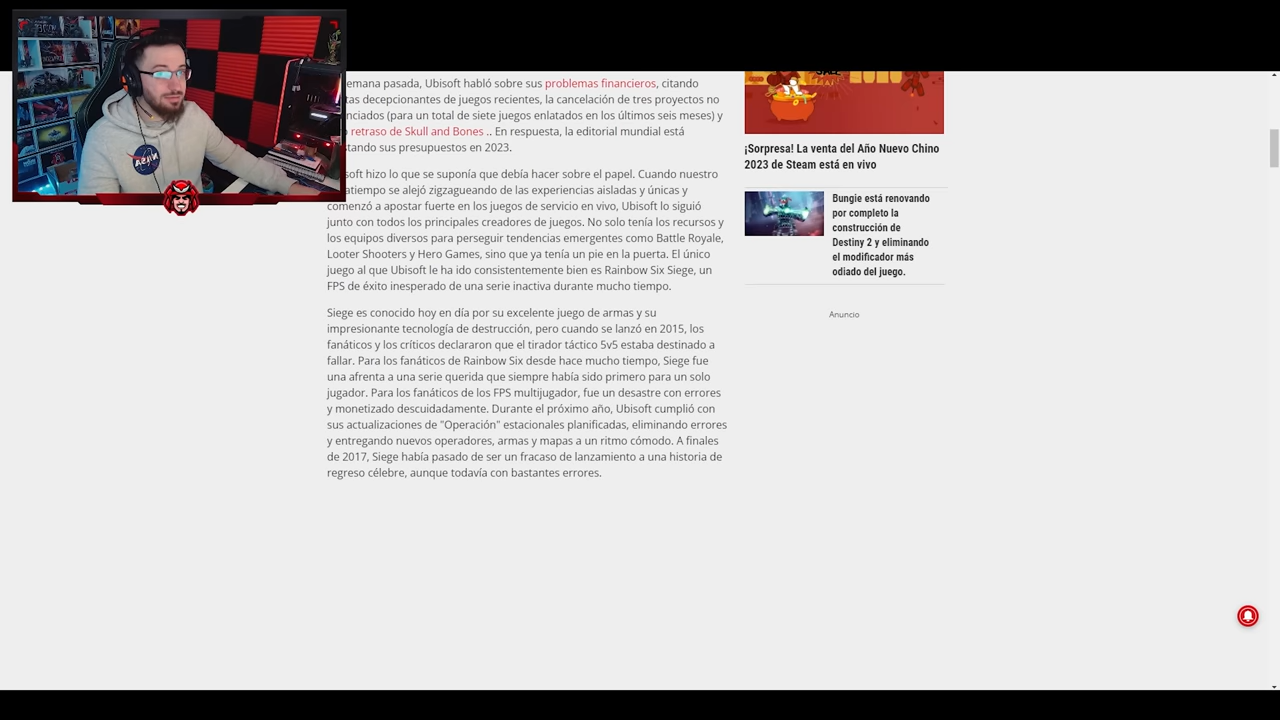 emana pasada, Ubisoft habló sobre sus problemas financieros, citando
tas decepcionantes de juegos recientes, la cancelación de tres proyectos no
nciados (para un total de siete juegos enlatados en los últimos seis meses) y
retraso de Skull and Bones .. En respuesta, la editorial mundial está
tando sus presupuestos en 2023.
soft hizo lo que se suponía que debía hacer sobre el papel. Cuando nuestro
atiempo se alejó zigzagueando de las experiencias aisladas y únicas y
comenzó a apostar fuerte en los juegos de servicio en vivo, Ubisoft lo siguió
junto con todos los principales creadores de juegos. No solo tenía los recursos y
los equipos diversos para perseguir tendencias emergentes como Battle Royale,
Looter Shooters y Hero Games, sino que ya tenía un pie en la puerta. El único
juego al que Ubisoft le ha ido consistentemente bien es Rainbow Six Siege, un
FPS de éxito inesperado de una serie inactiva durante mucho tiempo.
Siege es conocido hoy en día por su excelente juego de armas y su
impresionante tecnología de destrucción, pero cuando se lanzó en 2015, los
fanáticos y los críticos declararon que el tirador táctico 5v5 estaba destinado a
fallar. Para los fanáticos de Rainbow Six desde hace mucho tiempo, Siege fue
una afrenta a una serie querida que siempre había sido primero para un solo
jugador. Para los fanáticos de los FPS multijugador, fue un desastre con errores
y monetizado descuidadamente. Durante el próximo año, Ubisoft cumplió con
sus actualizaciones de "Operación" estacionales planificadas, eliminando errores
y entregando nuevos operadores, armas y mapas a un ritmo cómodo. A finales
de 2017, Siege había pasado de ser un fracaso de lanzamiento a una historia de
regreso célebre, aunque todavía con bastantes errores.
¡Sorpresa! La venta del Año Nuevo Chino
2023 de Steam está en vivo
Bungie está renovando
por completo la
construcción de
Destiny 2 y eliminando
el modificador más
odiado del juego.
Anuncio